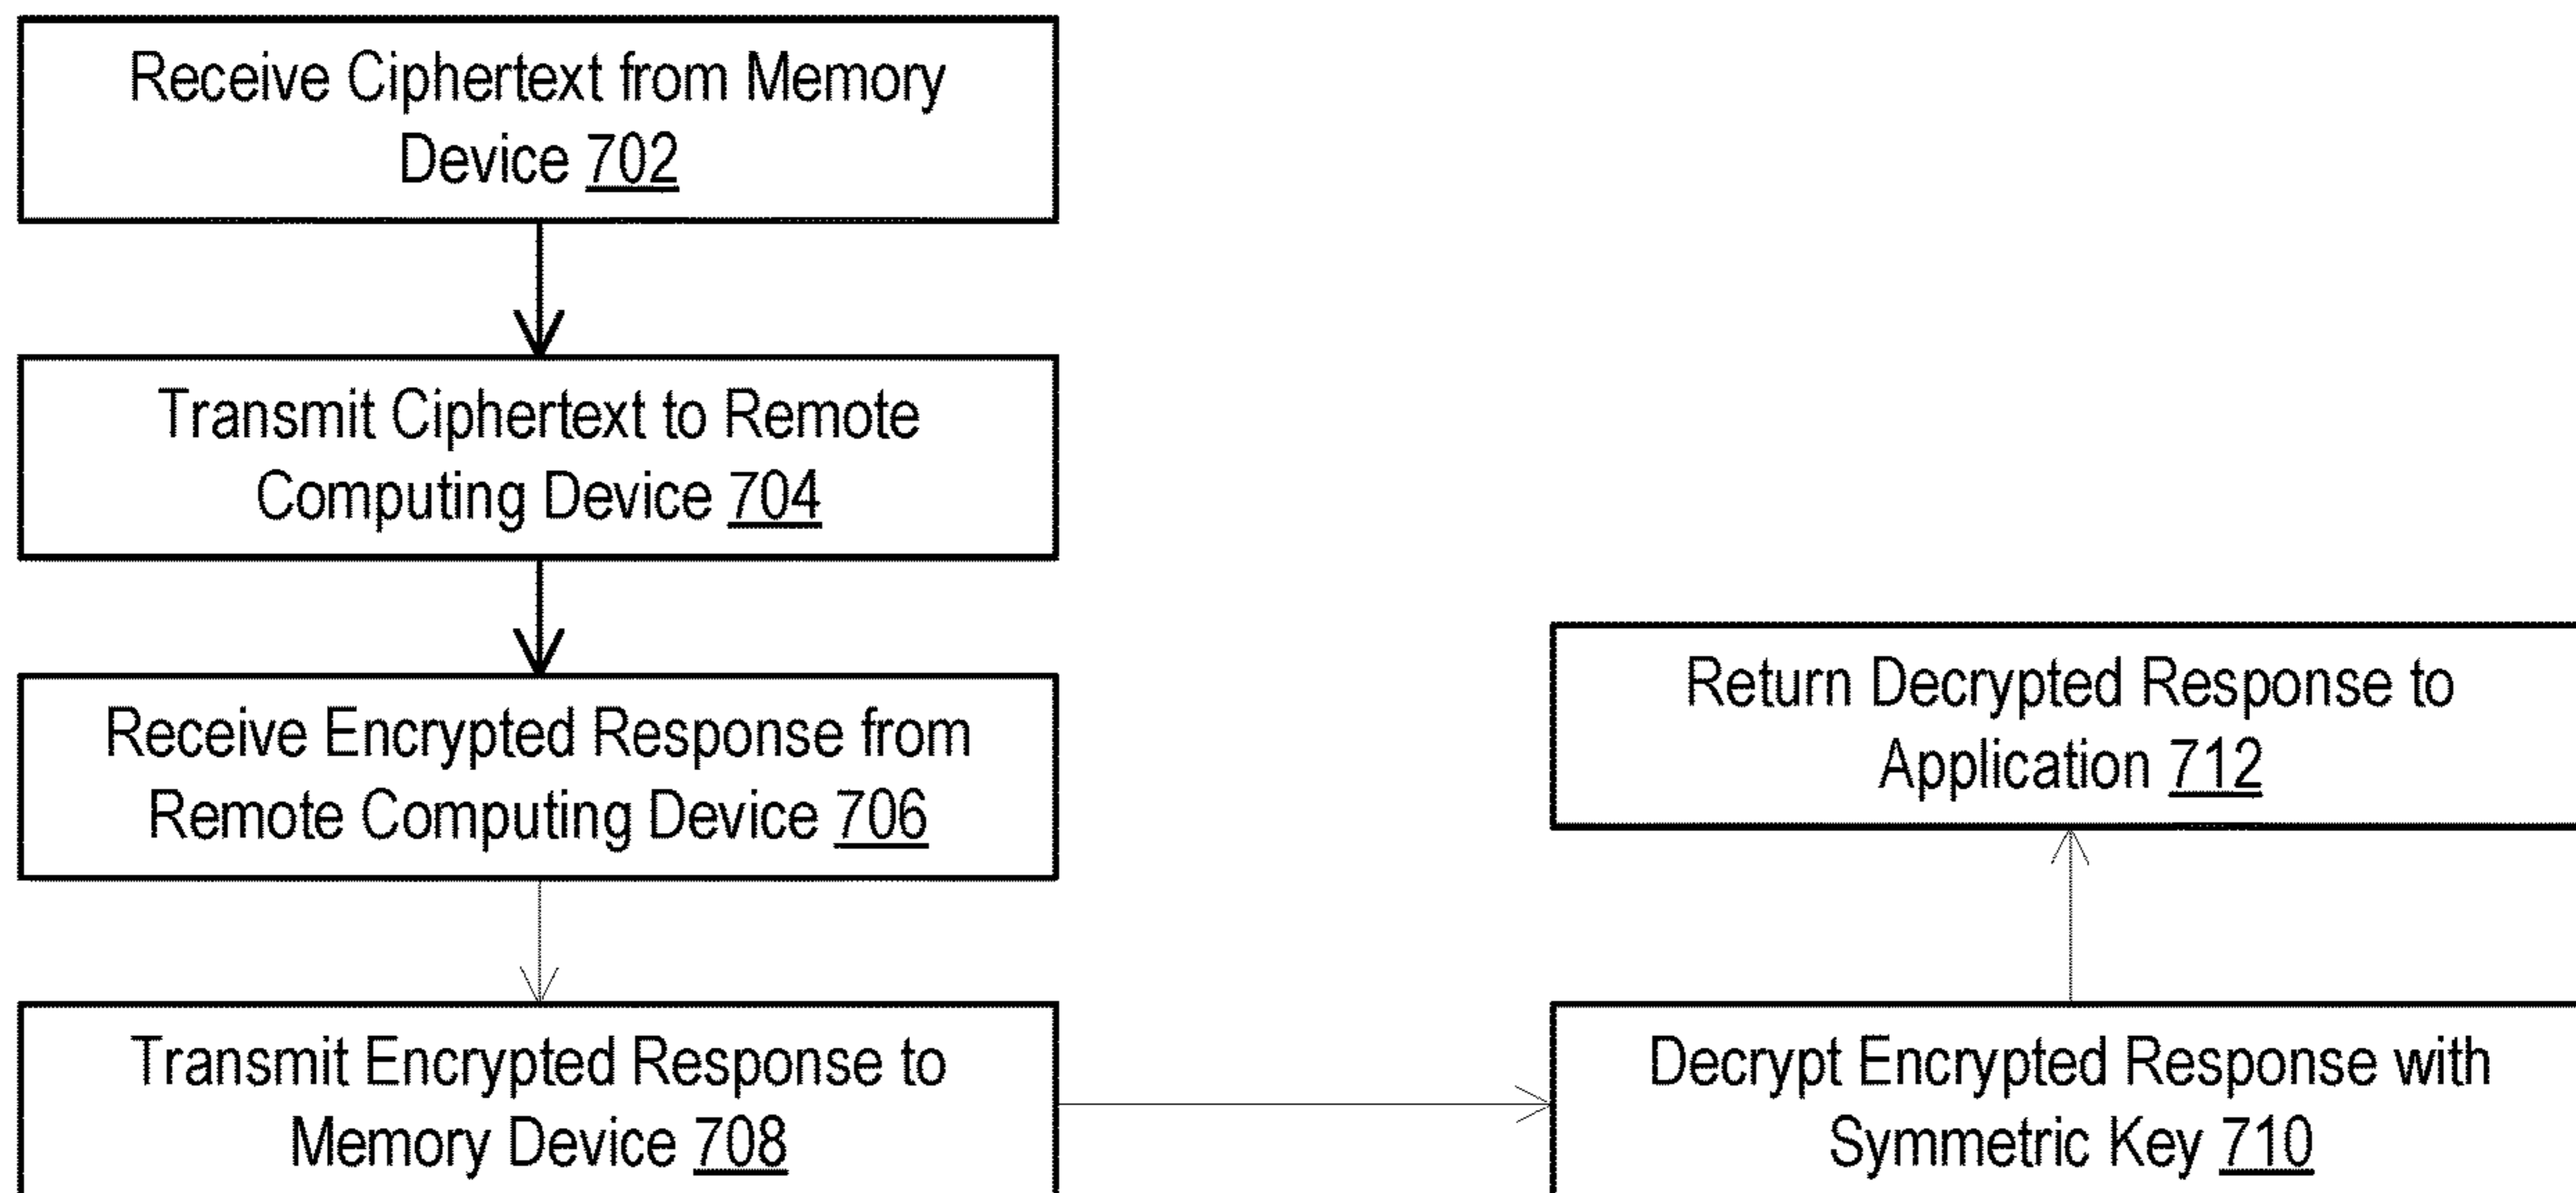 Receive Ciphertext from Memory
Device 702
Transmit Ciphertext to Remote
Computing Device 704
Receive Encrypted Response from
Remote Computing Device 706
Transmit Encrypted Response to
Memory Device 708
Decrypt Encrypted Response with
Symmetric Key 710
Return Decrypted Response to
Application 712